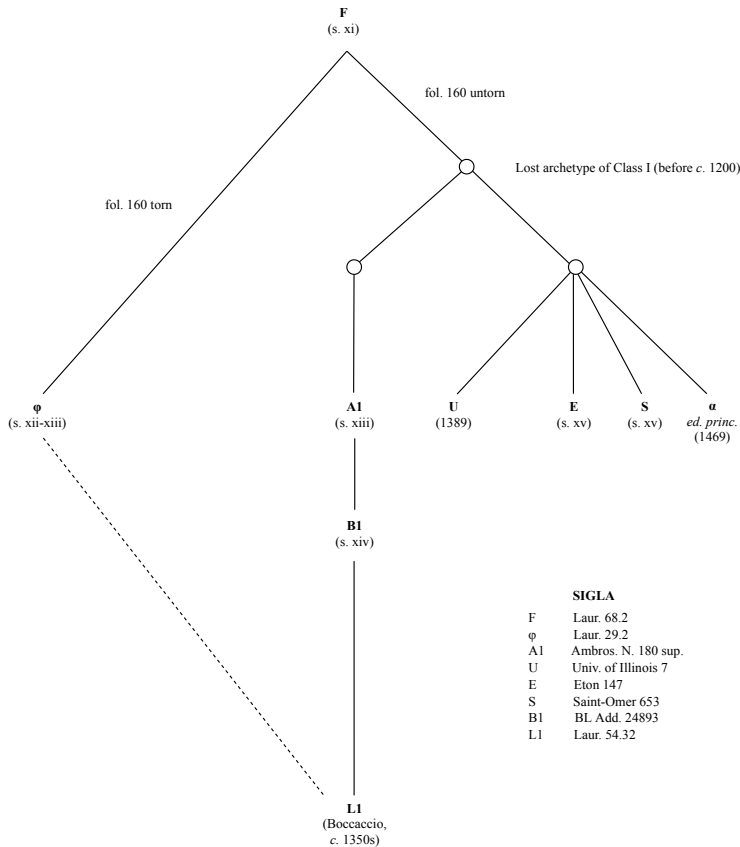 F
(s. xi)
fol. 160 untorn
Lost archetype of Class I (before c. 1200)
fol. 160 torn
φ
(s. xii-xiii)
A1
(s. xiii)
U
(1389)
E
(s. xv)
S
(s. xv)
α
ed. princ.
(1469)
B1
(s. xiv)
SIGLA
F Laur. 68.2
φ Laur. 29.2
A1 Ambros. N. 180 sup.
U Univ. of Illinois 7
E Eton 147
S Saint-Omer 653
B1 BL Add. 24893
L1 Laur. 54.32
L1
(Boccaccio,
c. 1350s)